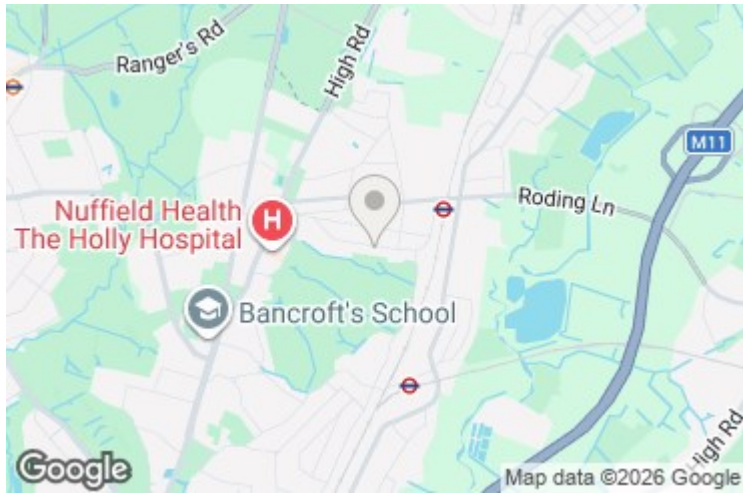 Ranger's Rd
High Rd
M11
Roding Ln
Nuffield Health
The Holly Hospital
H
Bancroft's School
High Rd
Google
Map data ©2026 Google